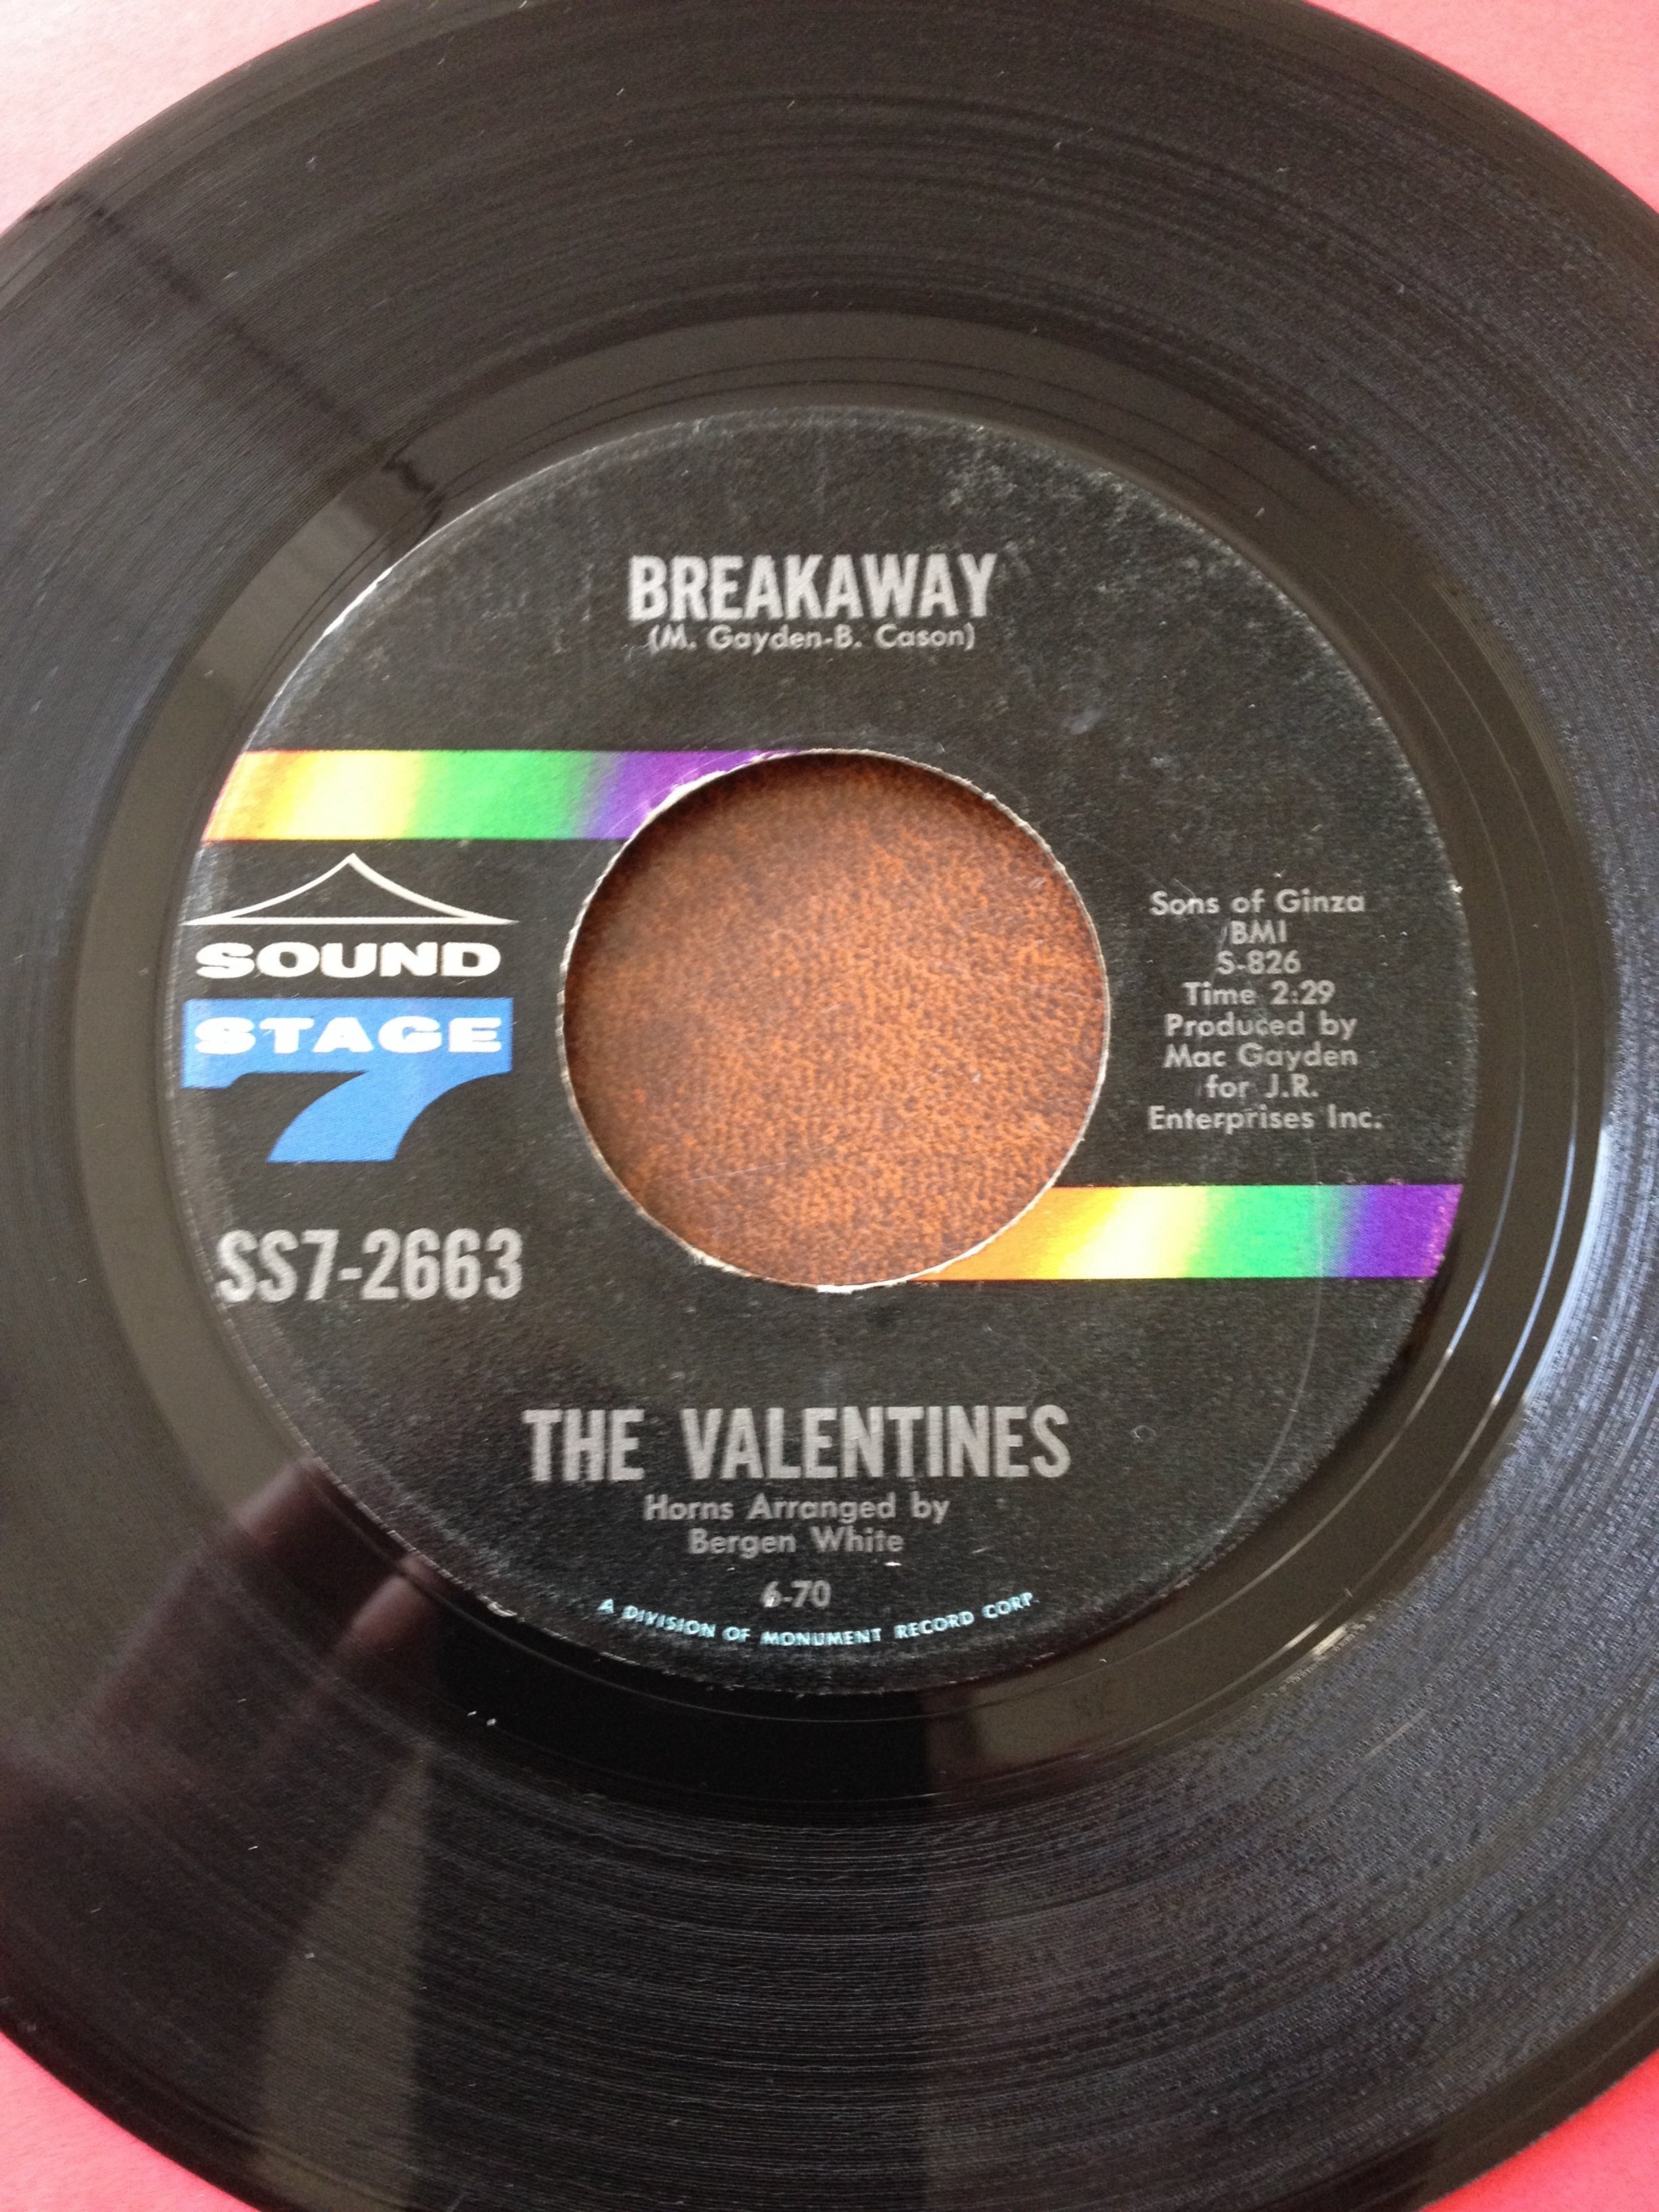 BREAKAWAY
(M. Gayden-B. Cason)
SOUND
STAGE
7
SS7-2663
Sons of Ginza
BMI
S-826
Time 2:29
Produced by
Mac Gayden
for J.R.
Enterprises Inc.
THE VALENTINES
Horns Arranged by
Bergen White
6-70
A DIVISION OF MONUMENT RECORD CORP.